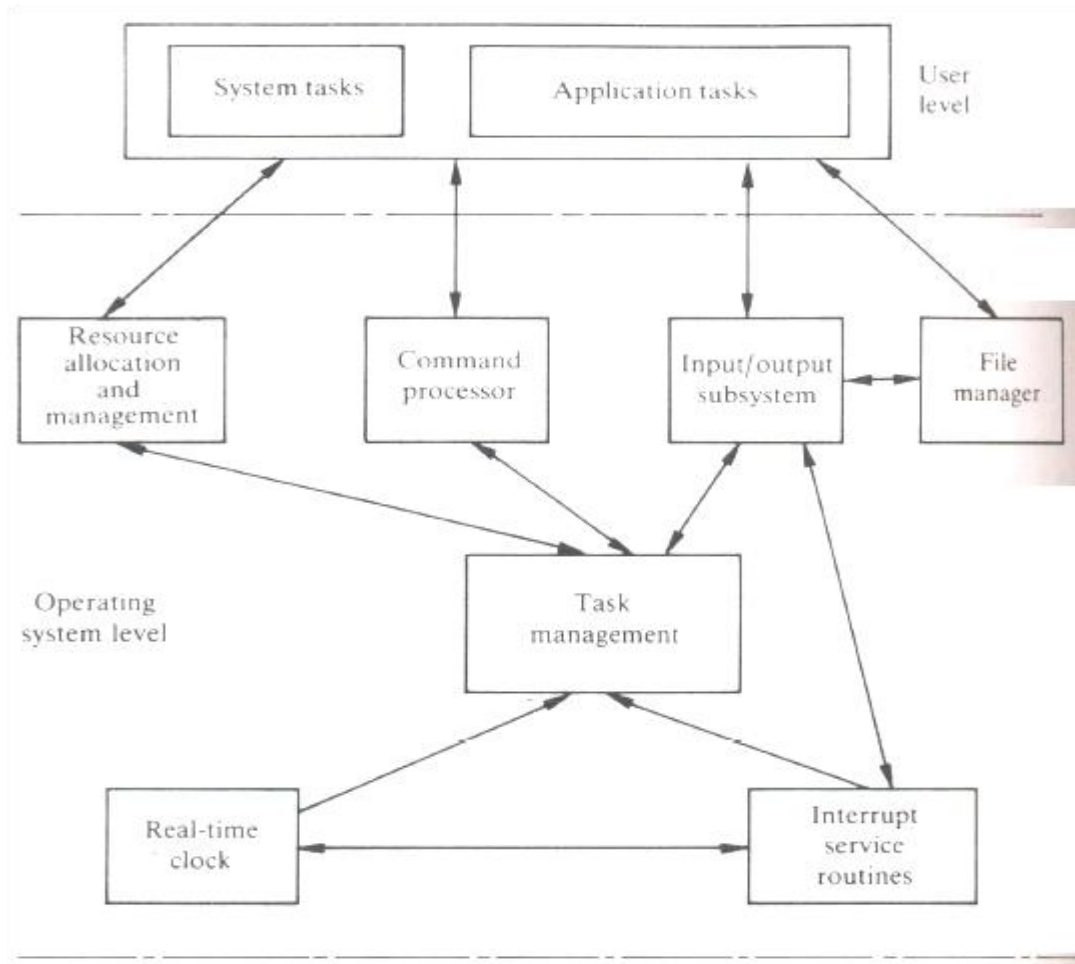 System tasks
Application tasks
User
level
Resource
allocation
and
management
Command
processor
Input/output
subsystem
File
manager
Operating
system level
Task
management
Real-time
clock
Interrupt
service
routines